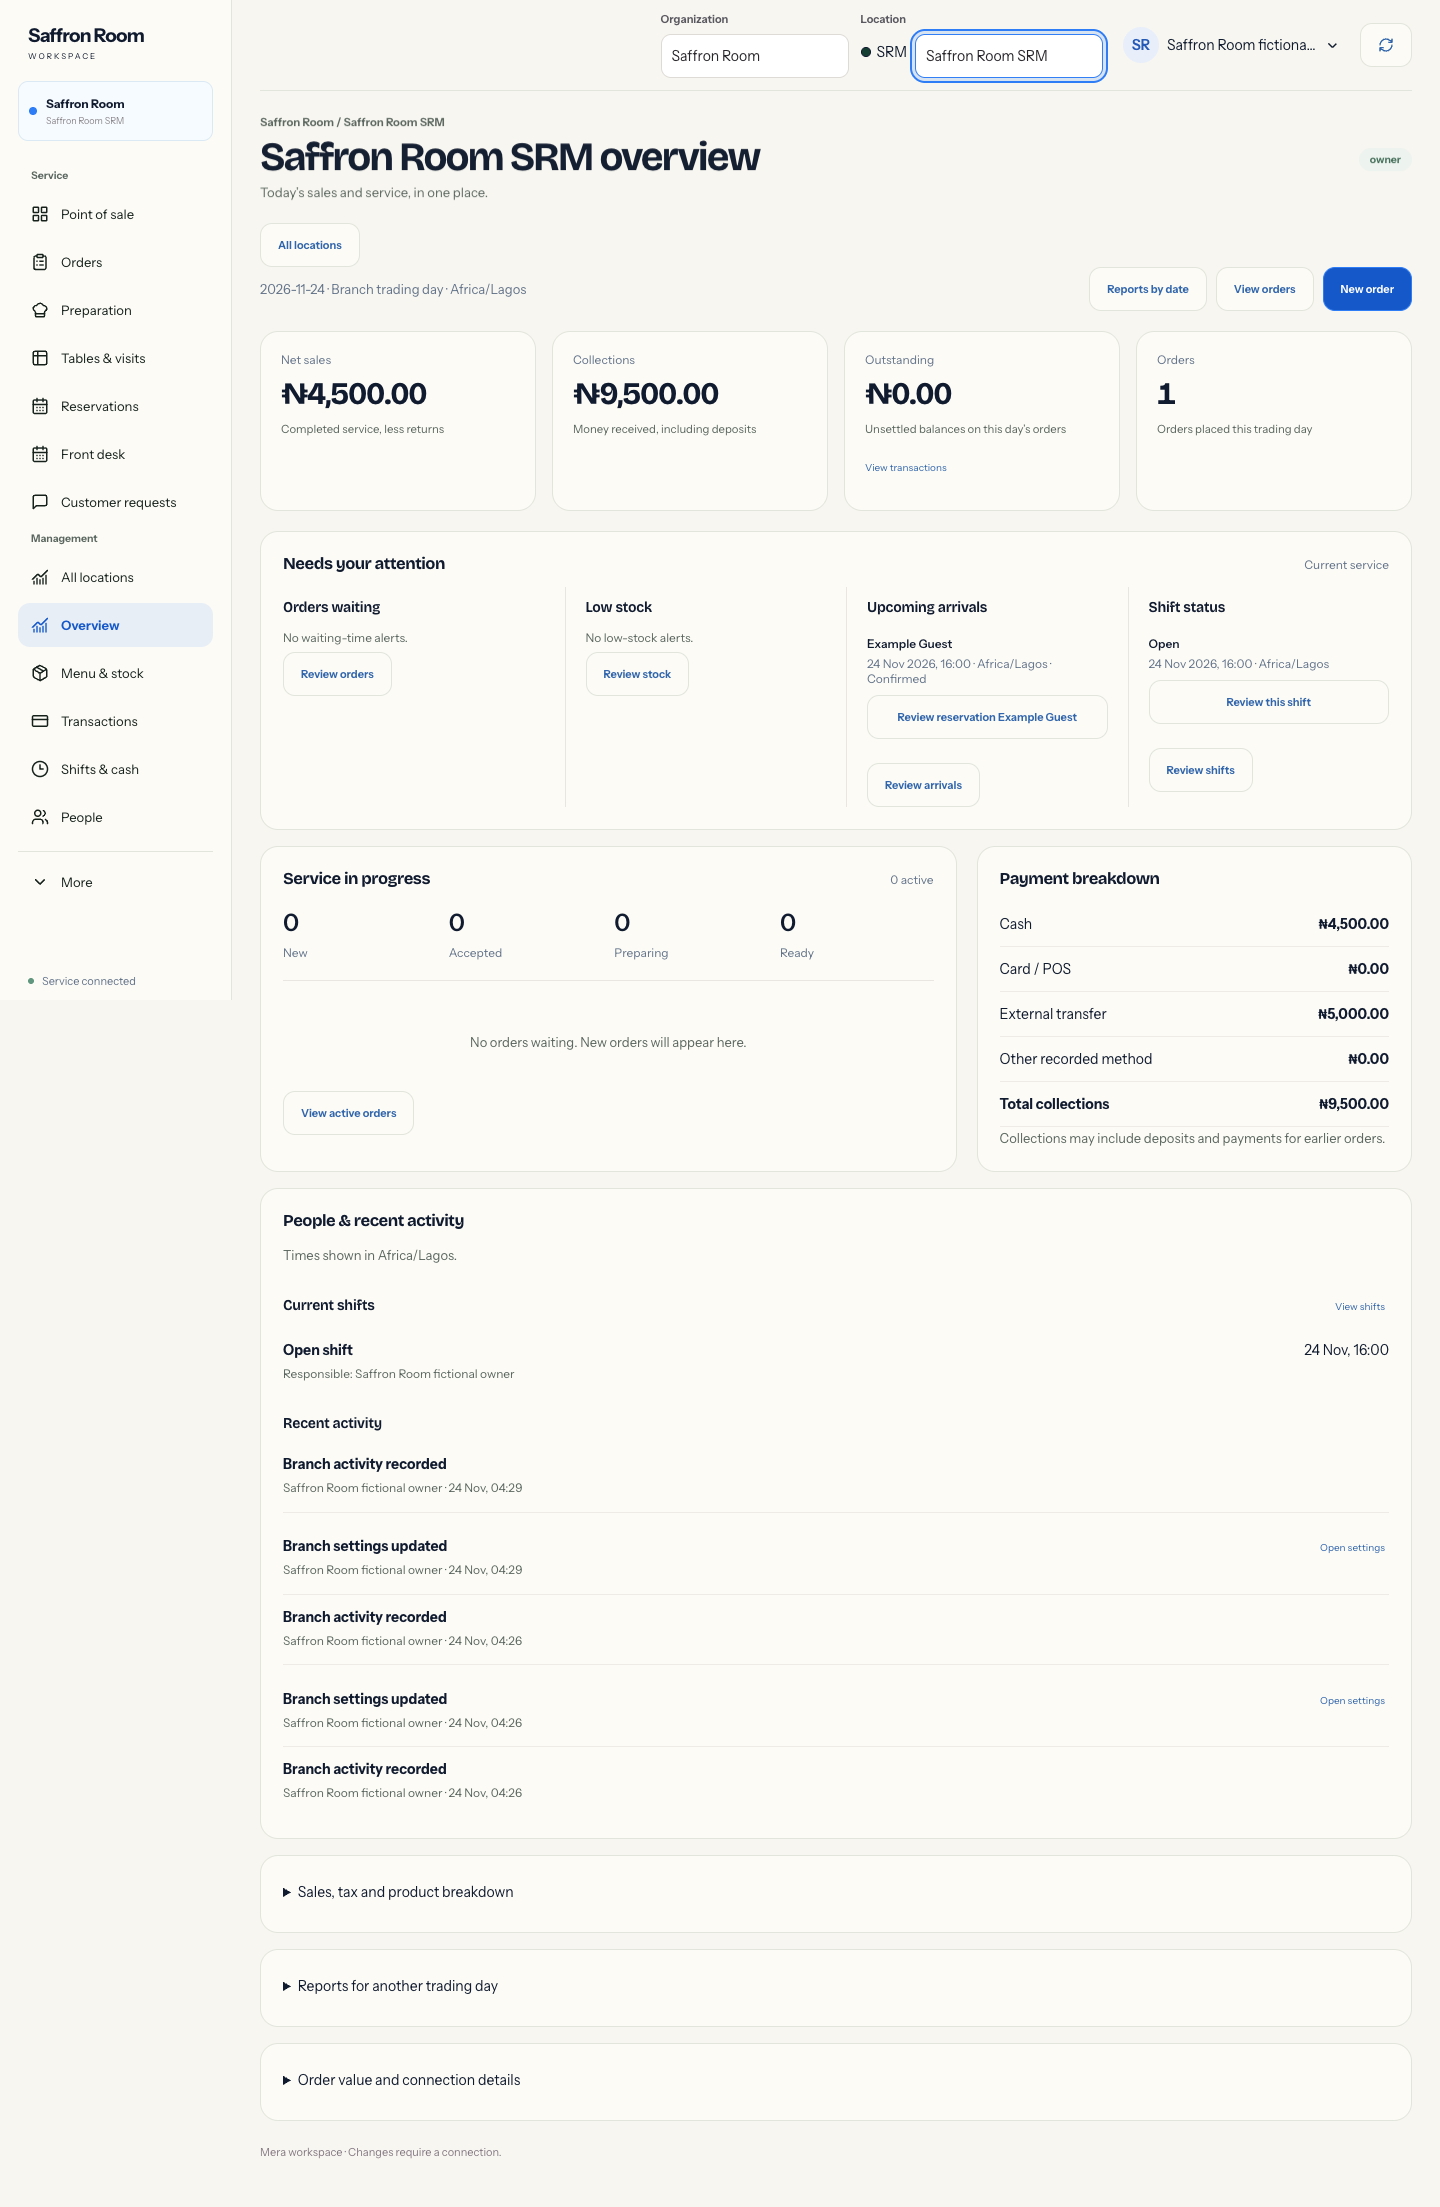 Saffron Room
WORKSPACE
Saffron Room
Saffron Room SRM
Service
Point of sale
Orders
Preparation
Tables & visits
Reservations
Front desk
Customer requests
Management
All locations
Overview
Menu & stock
Transactions
Shifts & cash
People
More
Service connected
Organization
Saffron Room
Location
SRM
Saffron Room SRM
SR
Saffron Room fictiona...
Saffron Room / Saffron Room SRM
Saffron Room SRM overview
owner
Today's sales and service, in one place.
All locations
2026-11-24 · Branch trading day · Africa/Lagos
Reports by date
View orders
New order
Net sales
₦4,500.00
Completed service, less returns
Collections
₦9,500.00
Money received, including deposits
Outstanding
₦0.00
Unsettled balances on this day's orders
View transactions
Orders
1
Orders placed this trading day
Needs your attention
Current service
Orders waiting
No waiting-time alerts.
Review orders
Low stock
No low-stock alerts.
Review stock
Upcoming arrivals
Example Guest
24 Nov 2026, 16:00 · Africa/Lagos ·
Confirmed
Review reservation Example Guest
Review arrivals
Shift status
Open
24 Nov 2026, 16:00 · Africa/Lagos
Review this shift
Review shifts
Service in progress
0 active
0
New
0
Accepted
0
Preparing
0
Ready
No orders waiting. New orders will appear here.
View active orders
Payment breakdown
Cash ₦4,500.00
Card / POS ₦0.00
External transfer ₦5,000.00
Other recorded method ₦0.00
Total collections ₦9,500.00
Collections may include deposits and payments for earlier orders.
People & recent activity
Times shown in Africa/Lagos.
Current shifts
View shifts
Open shift
24 Nov, 16:00
Responsible: Saffron Room fictional owner
Recent activity
Branch activity recorded
Saffron Room fictional owner · 24 Nov, 04:29
Branch settings updated
Open settings
Saffron Room fictional owner · 24 Nov, 04:29
Branch activity recorded
Saffron Room fictional owner · 24 Nov, 04:26
Branch settings updated
Open settings
Saffron Room fictional owner · 24 Nov, 04:26
Branch activity recorded
Saffron Room fictional owner · 24 Nov, 04:26
Sales, tax and product breakdown
Reports for another trading day
Order value and connection details
Mera workspace · Changes require a connection.